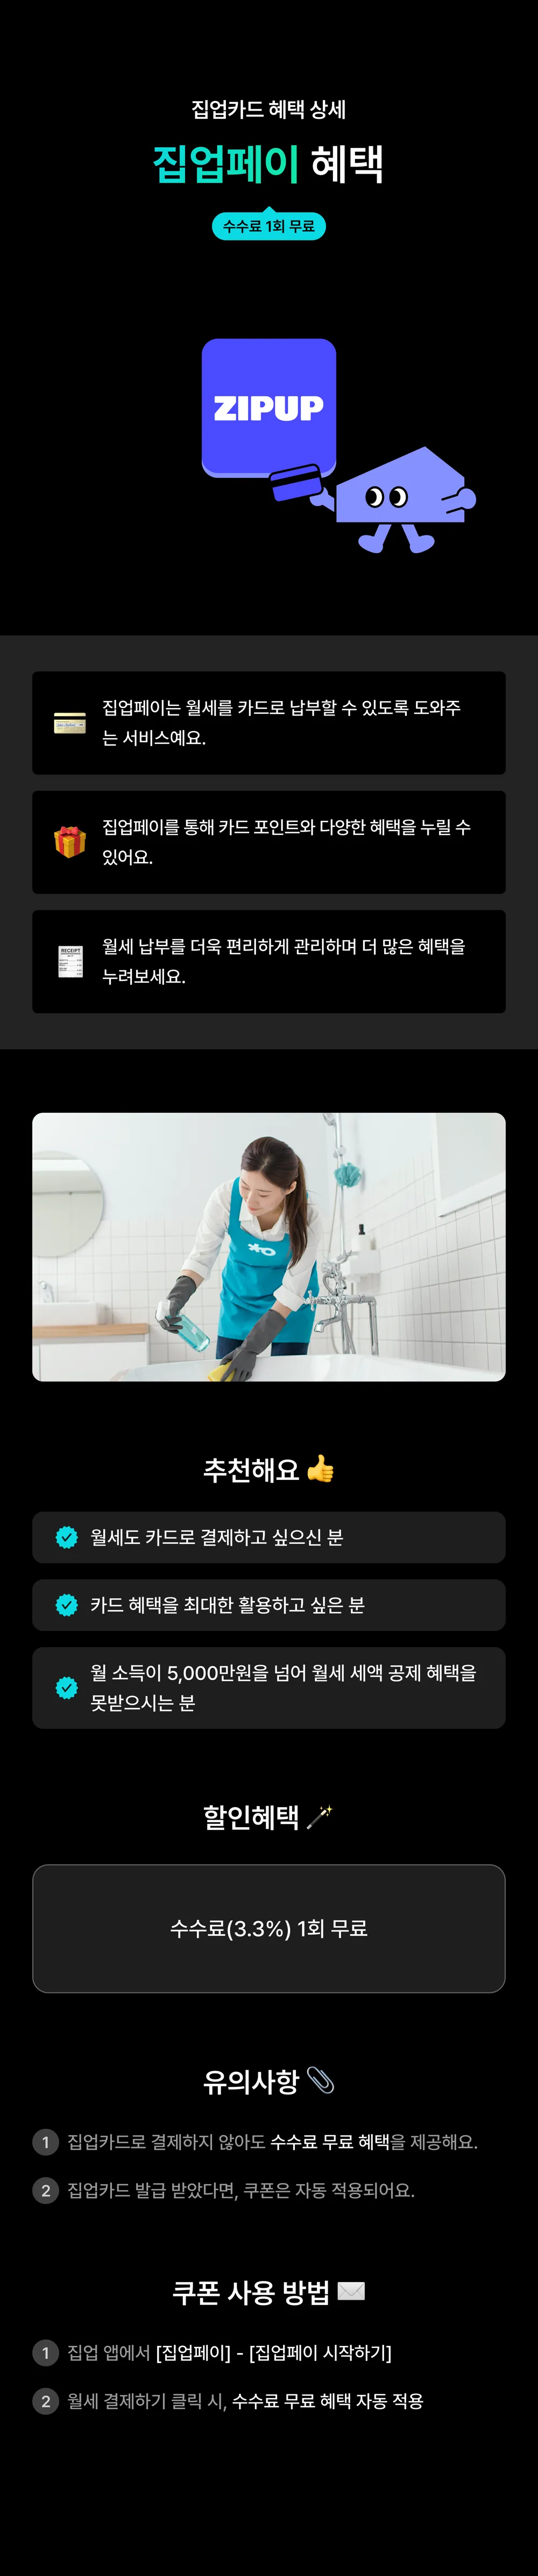 집업카드 혜택 상세
집업페이 혜택
수수료 1회 무료
ZIPUP
집업페이는 월세를 카드로 납부할 수 있도록 도와주
는 서비스예요.
집업페이를 통해 카드 포인트와 다양한 혜택을 누릴 수
있어요.
RECEIPT
월세 납부를 더욱 편리하게 관리하며 더 많은 혜택을
누려보세요.
추천해요
월세도 카드로 결제하고 싶으신 분
카드 혜택을 최대한 활용하고 싶은 분
월 소득이 5,000만원을 넘어 월세 세액 공제 혜택을
못받으시는 분
할인혜택
수수료(3.3%) 1회 무료
유의사항
1 집업카드로 결제하지 않아도 수수료 무료 혜택을 제공해요.
2 집업카드 발급 받았다면, 쿠폰은 자동 적용되어요.
쿠폰 사용 방법
1 집업 앱에서 [집업페이] - [집업페이 시작하기]
2 월세 결제하기 클릭 시, 수수료 무료 혜택 자동 적용